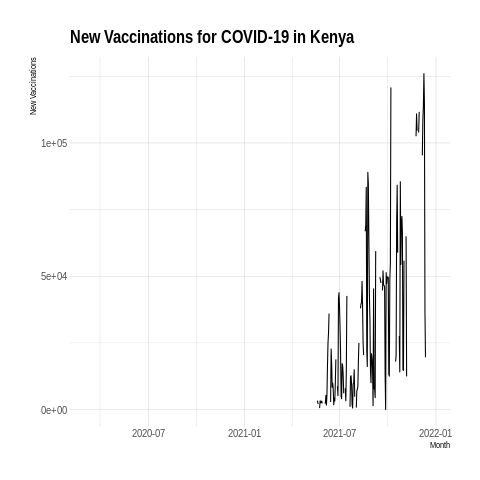 New Vaccinations for COVID-19 in Kenya
New Vaccinations
1e+05
5e+04
0e+00
2020-07 2021-01 2021-07 2022-01
Month